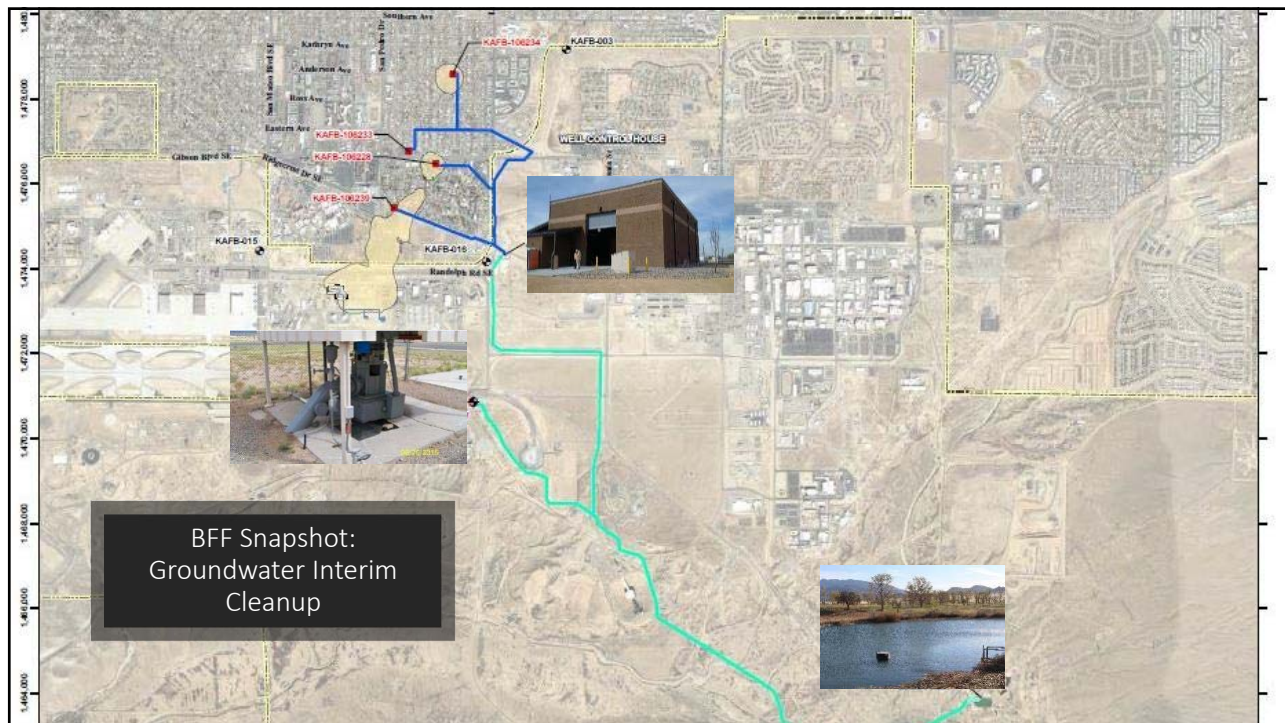 Southern Ave
KAFB-106234
KAFB-003
Kathryn Ave
San Pedro Dr
San Mateo Blvd SE
Anderson Ave
Ross Ave
Eastern Ave
KAFB-106233
WELL CONTROL HOUSE
Gibson Blvd SE
KAFB-106228
Ridgecrest Dr SE
KAFB-106239
KAFB-015
KAFB-016
Randolph Rd SE
1,478,000
1,476,000
1,474,000
1,472,000
1,470,000
1,468,000
1,466,000
1,464,000
BFF Snapshot:
Groundwater Interim
Cleanup